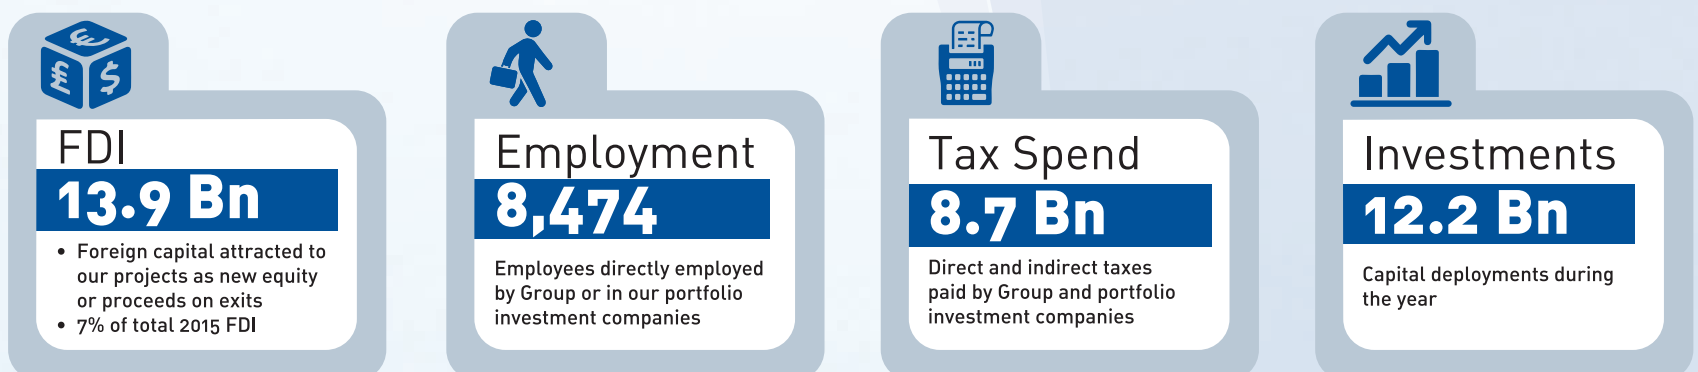 FDI
13.9 Bn
• Foreign capital attracted to
our projects as new equity
or proceeds on exits
• 7% of total 2015 FDI
Employment
8,474
Employees directly employed
by Group or in our portfolio
investment companies
Tax Spend
8.7 Bn
Direct and indirect taxes
paid by Group and portfolio
investment companies
Investments
12.2 Bn
Capital deployments during
the year